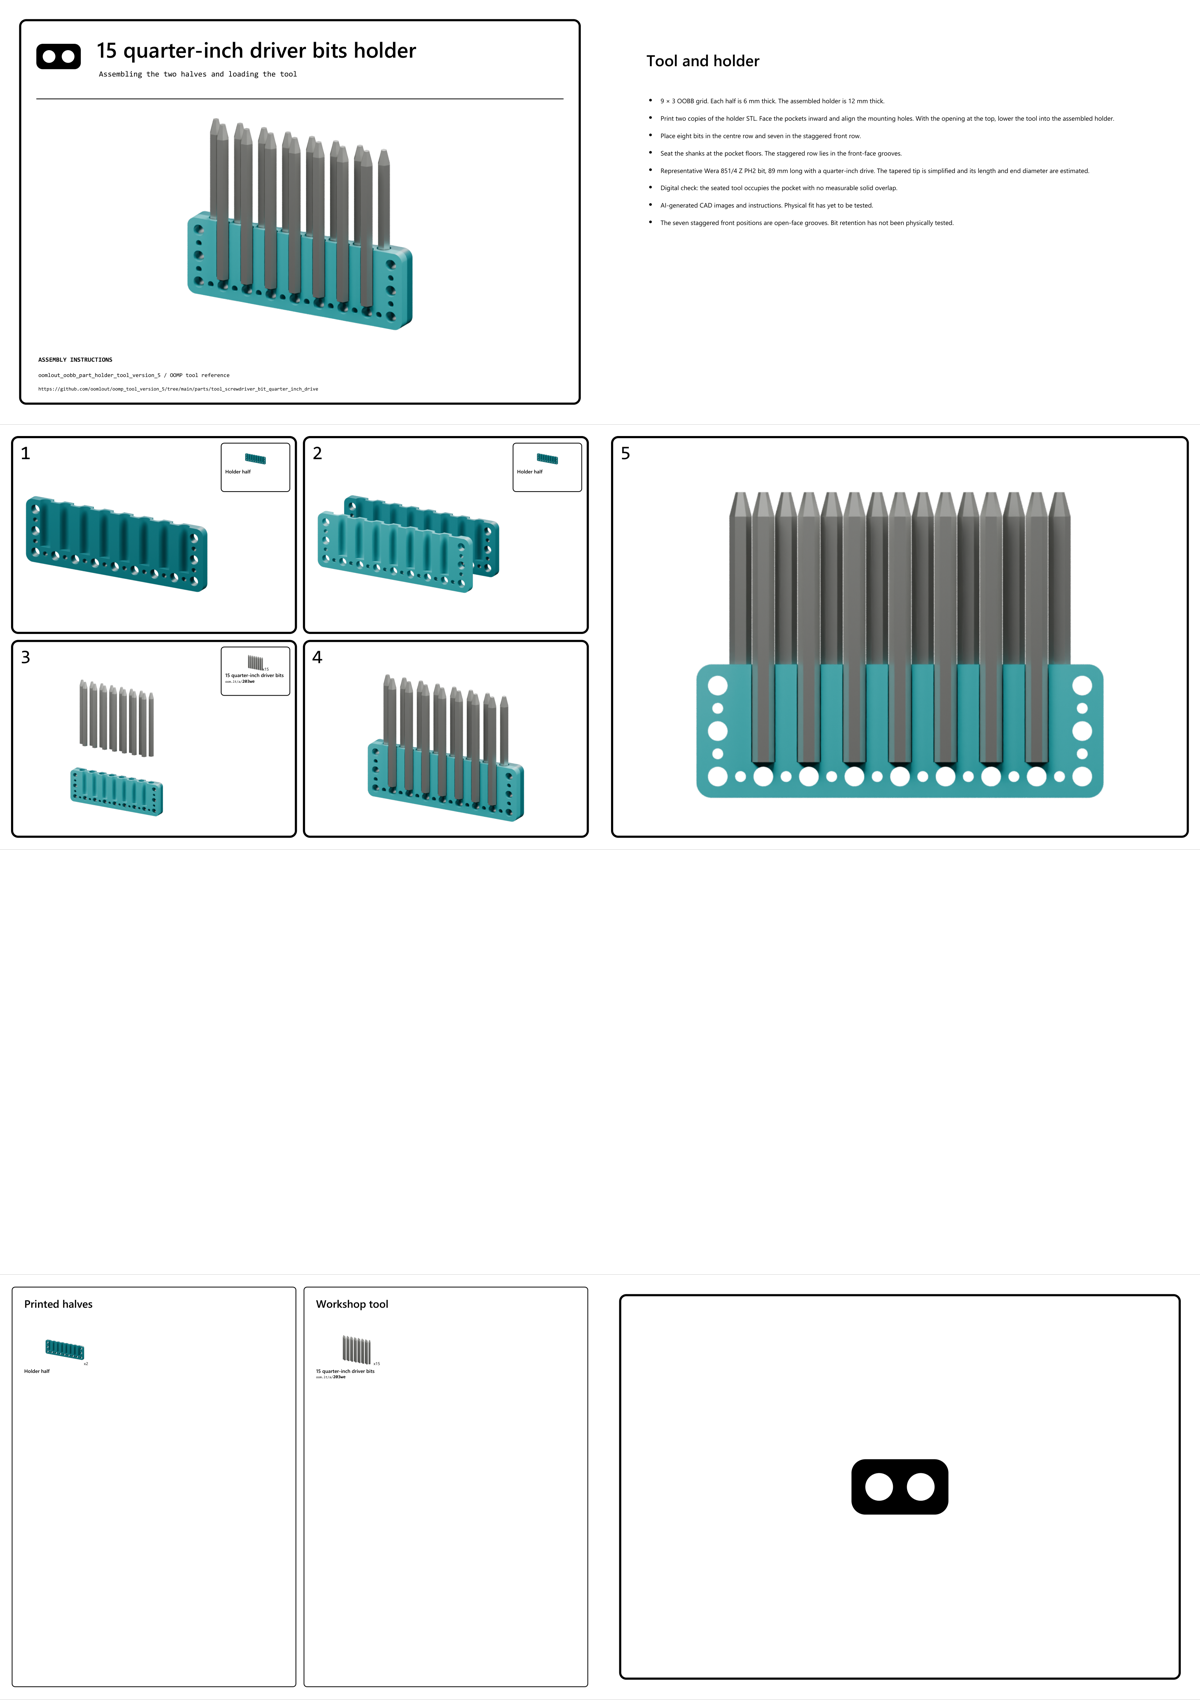 15 quarter-inch driver bits holder
Assembling the two halves and loading the tool
ASSEMBLY INSTRUCTIONS
oomlout_oobb_part_holder_tool_version_5 / OOMP tool reference
https://github.com/oomlout/oomp_tool_version_5/tree/main/parts/tool_screwdriver_bit_quarter_inch_drive
Tool and holder
• 9 × 3 OOBB grid. Each half is 6 mm thick. The assembled holder is 12 mm thick.
• Print two copies of the holder STL. Face the pockets inward and align the mounting holes. With the opening at the top, lower the tool into the assembled holder.
• Place eight bits in the centre row and seven in the staggered front row.
• Seat the shanks at the pocket floors. The staggered row lies in the front-face grooves.
• Representative Wera 851/4 Z PH2 bit, 89 mm long with a quarter-inch drive. The tapered tip is simplified and its length and end diameter are estimated.
• Digital check: the seated tool occupies the pocket with no measurable solid overlap.
• AI-generated CAD images and instructions. Physical fit has yet to be tested.
• The seven staggered front positions are open-face grooves. Bit retention has not been physically tested.
1
Holder half
2
Holder half
3
x15
15 quarter-inch driver bits
oom.lt/a/203we
4
5
Printed halves
x2
Holder half
Workshop tool
x15
15 quarter-inch driver bits
oom.lt/a/203we